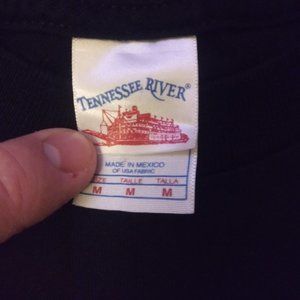 TENNESSEE RIVER®
MADE IN MEXICO
OF USA FABRIC
SIZE TAILLE TALLA
M M M